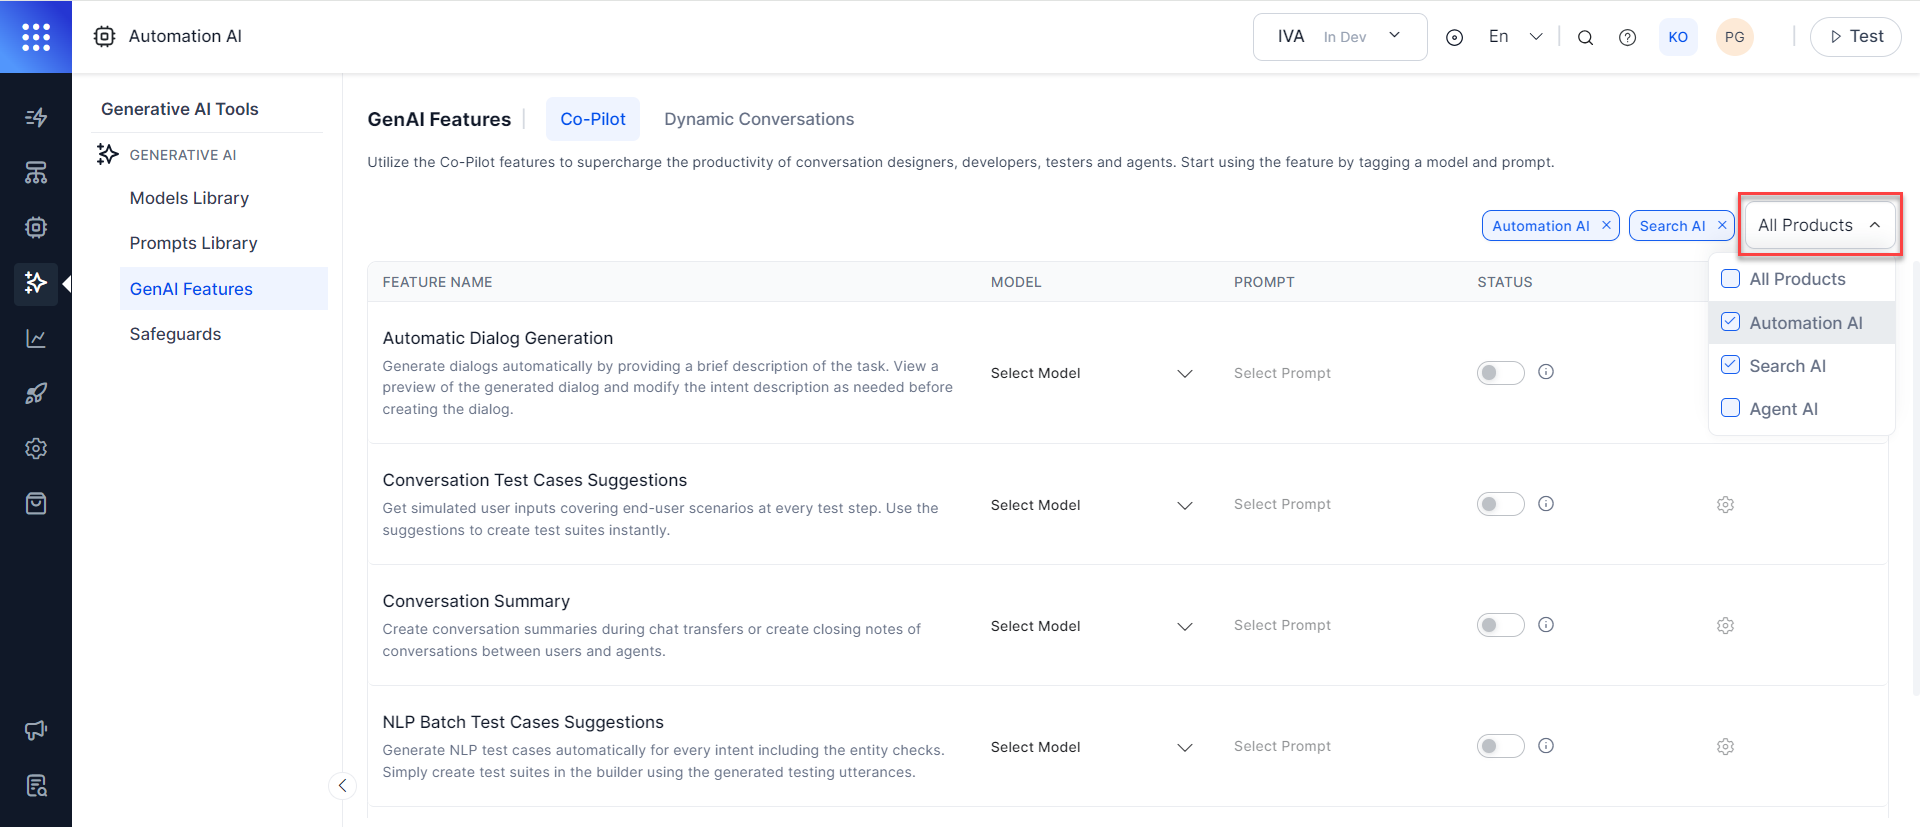 Automation AI
IVA In Dev
En
KO
PG
Test
Generative AI Tools
GENERATIVE AI
Models Library
Prompts Library
GenAI Features
Safeguards
GenAI Features
Co-Pilot
Dynamic Conversations
Utilize the Co-Pilot features to supercharge the productivity of conversation designers, developers, testers and agents. Start using the feature by tagging a model and prompt.
Automation AI ×
Search AI ×
All Products
All Products
Automation AI
Search AI
Agent AI
FEATURE NAME MODEL PROMPT STATUS
Automatic Dialog Generation
Generate dialogs automatically by providing a brief description of the task. View a
preview of the generated dialog and modify the intent description as needed before
creating the dialog.
Select Model
Select Prompt
Conversation Test Cases Suggestions
Get simulated user inputs covering end-user scenarios at every test step. Use the
suggestions to create test suites instantly.
Select Model
Select Prompt
Conversation Summary
Create conversation summaries during chat transfers or create closing notes of
conversations between users and agents.
Select Model
Select Prompt
NLP Batch Test Cases Suggestions
Generate NLP test cases automatically for every intent including the entity checks.
Simply create test suites in the builder using the generated testing utterances.
Select Model
Select Prompt